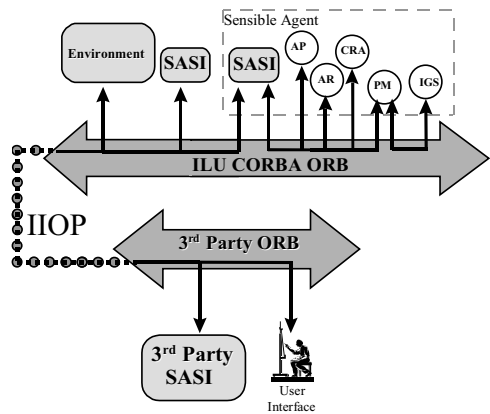 Sensible Agent
Environment
SASI
SASI
AP
AR
CRA
PM
IGS
ILU CORBA ORB
IIOP
3rd Party ORB
3rd Party
SASI
User
Interface